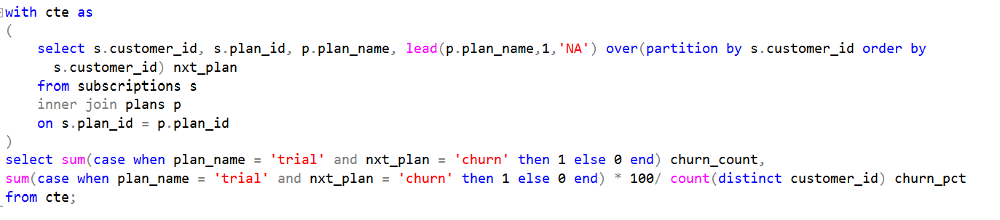 with cte as
(
select s.customer_id, s.plan_id, p.plan_name, lead(p.plan_name,1,'NA') over(partition by s.customer_id order by
s.customer_id) nxt_plan
from subscriptions s
inner join plans p
on s.plan_id = p.plan_id
)
select sum(case when plan_name = 'trial' and nxt_plan = 'churn' then 1 else 0 end) churn_count,
sum(case when plan_name = 'trial' and nxt_plan = 'churn' then 1 else 0 end) * 100/ count(distinct customer_id) churn_pct
from cte;